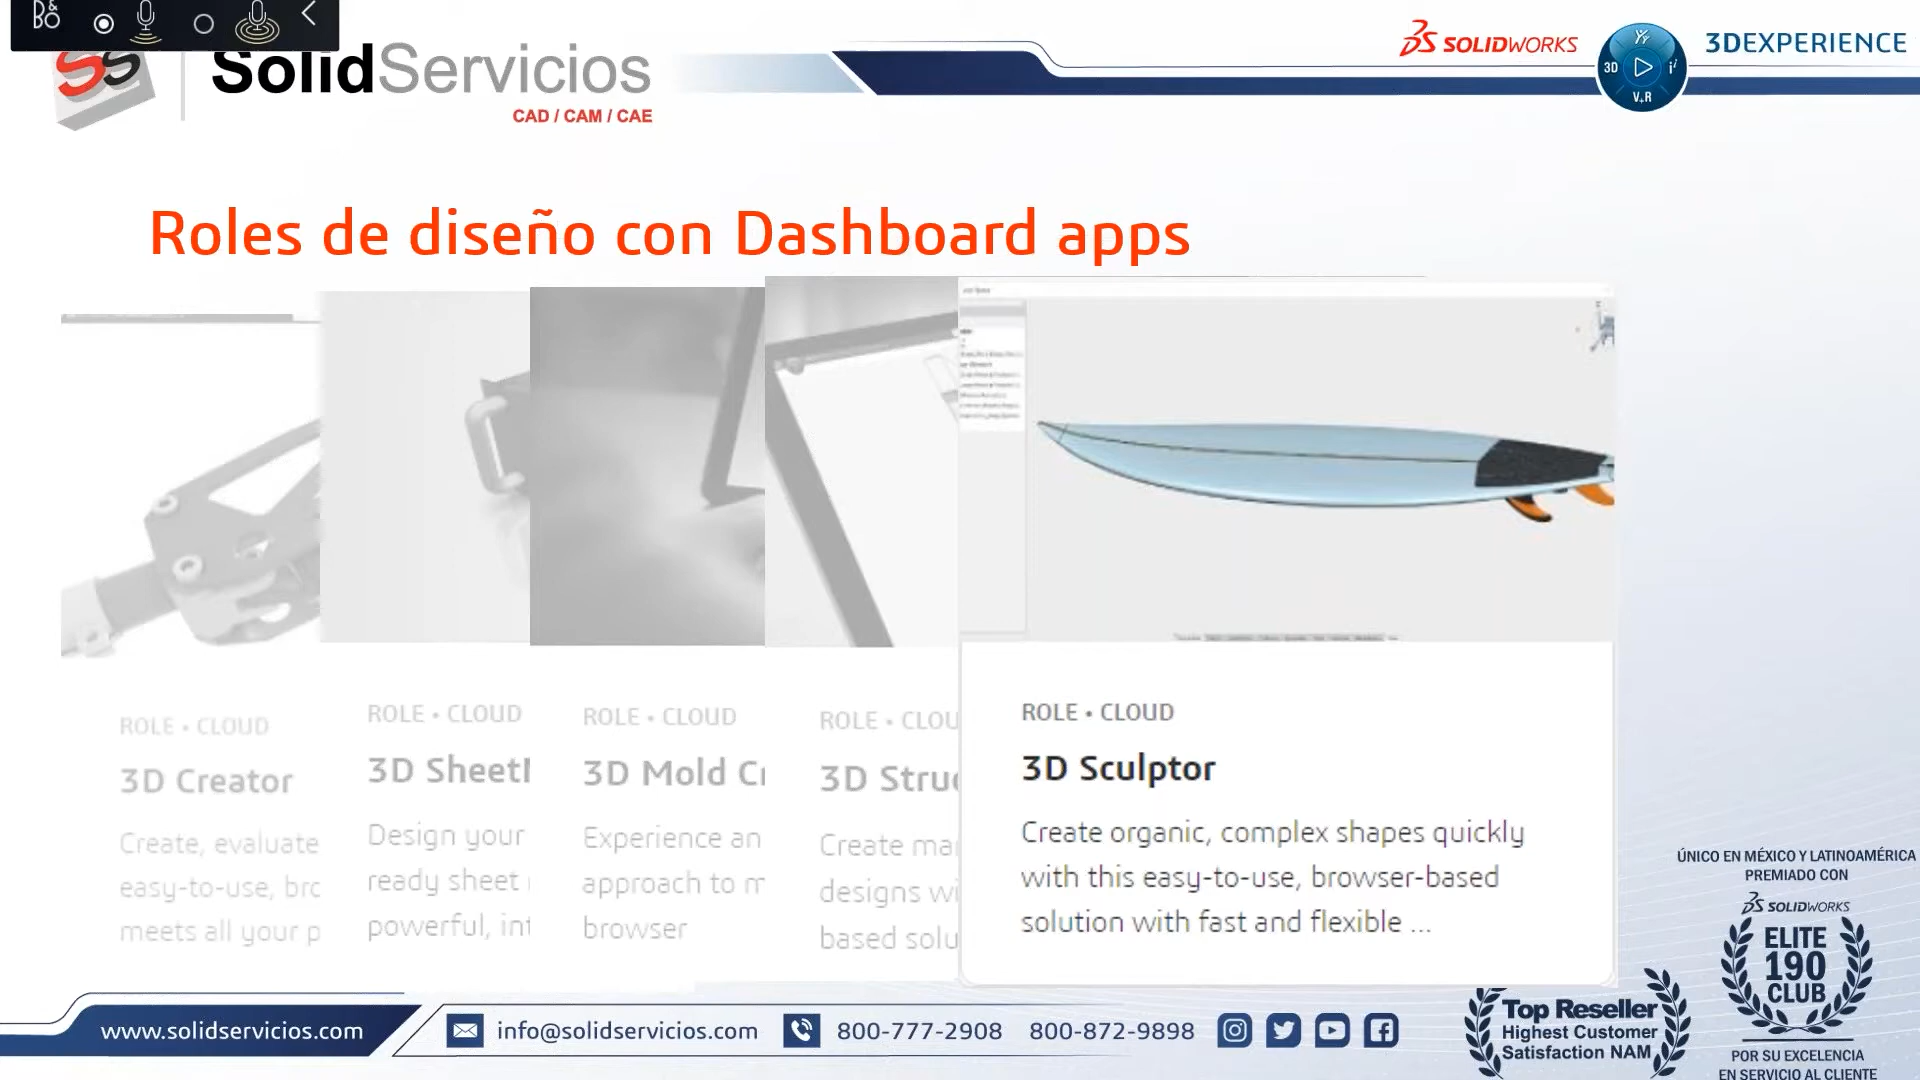 B&O
SolidServicios
CAD / CAM / CAE
SOLIDWORKS
3DEXPERIENCE
3D
V,R
Roles de diseño con Dashboard apps
ROLE • CLOUD
3D Creator
Create, evaluate
easy-to-use, bro
meets all your p
ROLE • CLOUD
3D Sheet
Design your
ready sheet
powerful, int
ROLE • CLOUD
3D Mold Cr
Experience an
approach to m
browser
ROLE • CLOU
3D Struc
Create ma
designs wi
based solu
ROLE • CLOUD
3D Sculptor
Create organic, complex shapes quickly
with this easy-to-use, browser-based
solution with fast and flexible ...
ÚNICO EN MÉXICO Y LATINOAMÉRICA
PREMIADO CON
SOLIDWORKS
ELITE
190
CLUB
POR SU EXCELENCIA
EN SERVICIO AL CLIENTE
Top Reseller
Highest Customer
Satisfaction NAM
www.solidservicios.com
info@solidservicios.com
800-777-2908 800-872-9898